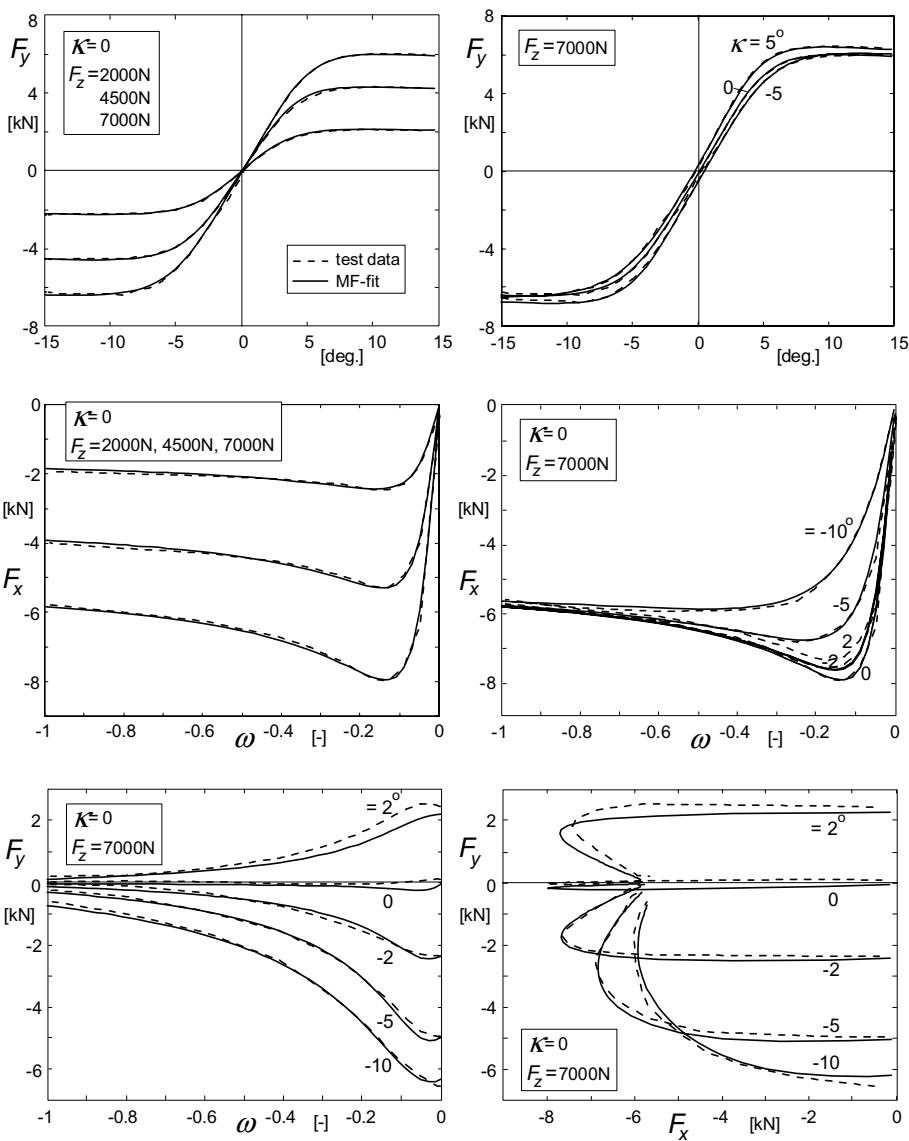 8
F_y
4
[kN]
0
-4
-8
-15 -10 -5 0 5 10 15
[deg.]
κ=0
F_z=2000N
4500N
7000N
test data
MF-fit
8
F_y
4
[kN]
0
-4
-8
-15 -10 -5 0 5 10 15
[deg.]
F_z=7000N
κ=5°
0
-5
0
-2
[kN]
-4
F_x
-6
-8
-1 -0.8 -0.6 -0.4 -0.2 0
ω [-]
κ=0
F_z=2000N, 4500N, 7000N
0
-2
[kN]
-4
F_x
-6
-8
-1 -0.8 -0.6 -0.4 -0.2 0
ω [-]
κ=0
F_z=7000N
=-10°
-5
2
-2
0
2
F_y
0
[kN]
-2
-4
-6
-1 -0.8 -0.6 -0.4 -0.2 0
ω [-]
κ=0
F_z=7000N
=2°
0
-2
-5
-10
2
F_y
0
[kN]
-2
-4
-6
-8 -6 -4 -2 0
F_x [kN]
=2°
0
-2
-5
-10
κ=0
F_z=7000N